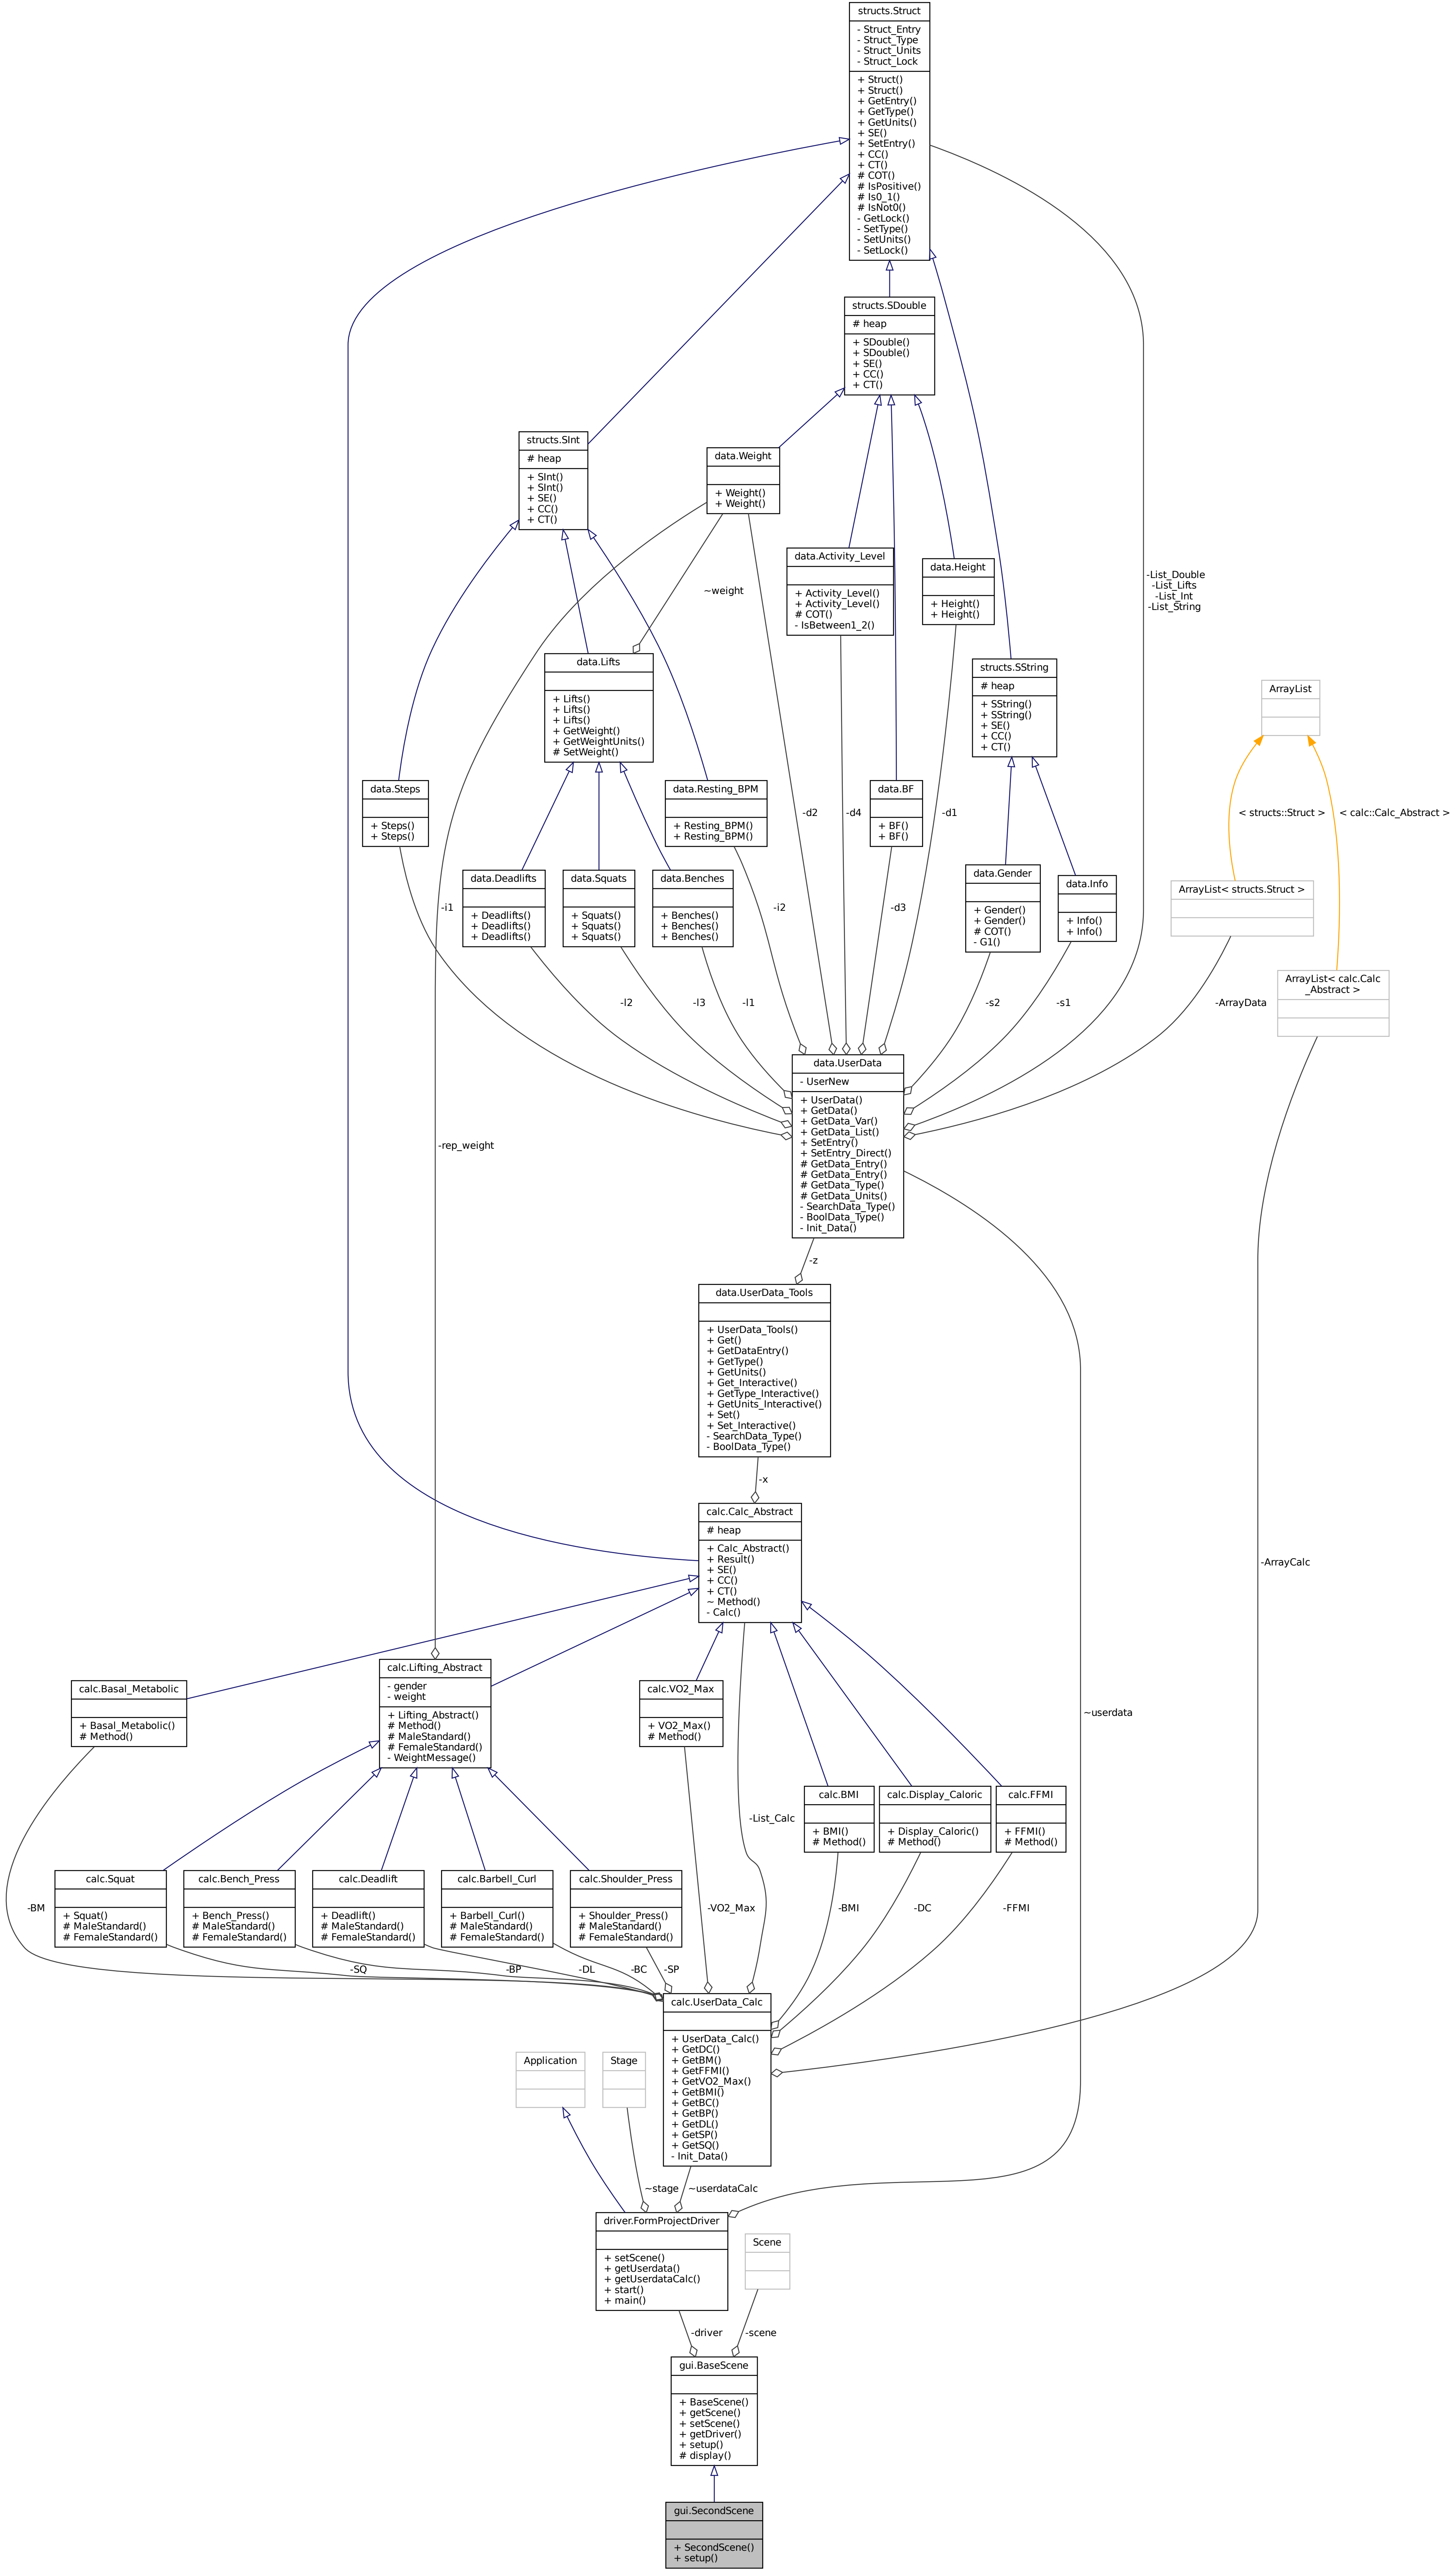 structs.Struct
- Struct_Entry
- Struct_Type
- Struct_Units
- Struct_Lock
+ Struct()
+ Struct()
+ GetEntry()
+ GetType()
+ GetUnits()
+ SE()
+ SetEntry()
+ CC()
+ CT()
# COT()
# IsPositive()
# Is0_1()
# IsNot0()
- GetLock()
- SetType()
- SetUnits()
- SetLock()
structs.SDouble
# heap
+ SDouble()
+ SDouble()
+ SE()
+ CC()
+ CT()
structs.SInt
# heap
+ SInt()
+ SInt()
+ SE()
+ CC()
+ CT()
data.Weight
+ Weight()
+ Weight()
data.Activity_Level
+ Activity_Level()
+ Activity_Level()
# COT()
- IsBetween1_2()
data.Height
+ Height()
+ Height()
~weight
-List_Double
-List_Lifts
-List_Int
-List_String
data.Lifts
+ Lifts()
+ Lifts()
+ Lifts()
+ GetWeight()
+ GetWeightUnits()
# SetWeight()
structs.SString
# heap
+ SString()
+ SString()
+ SE()
+ CC()
+ CT()
ArrayList
data.Steps
+ Steps()
+ Steps()
data.Resting_BPM
+ Resting_BPM()
+ Resting_BPM()
data.BF
+ BF()
+ BF()
-d2
-d4
-d1
< structs::Struct >
< calc::Calc_Abstract >
data.Deadlifts
+ Deadlifts()
+ Deadlifts()
+ Deadlifts()
data.Squats
+ Squats()
+ Squats()
+ Squats()
data.Benches
+ Benches()
+ Benches()
+ Benches()
data.Gender
+ Gender()
+ Gender()
# COT()
- G1()
data.Info
+ Info()
+ Info()
ArrayList< structs.Struct >
-i1
-i2
-d3
ArrayList< calc.Calc
_Abstract >
-l2
-l3
-l1
-s2
-s1
-ArrayData
data.UserData
- UserNew
+ UserData()
+ GetData()
+ GetData_Var()
+ GetData_List()
+ SetEntry()
+ SetEntry_Direct()
# GetData_Entry()
# GetData_Entry()
# GetData_Type()
# GetData_Units()
- SearchData_Type()
- BoolData_Type()
- Init_Data()
-rep_weight
-z
data.UserData_Tools
+ UserData_Tools()
+ Get()
+ GetDataEntry()
+ GetType()
+ GetUnits()
+ Get_Interactive()
+ GetType_Interactive()
+ GetUnits_Interactive()
+ Set()
+ Set_Interactive()
- SearchData_Type()
- BoolData_Type()
-x
calc.Calc_Abstract
# heap
+ Calc_Abstract()
+ Result()
+ SE()
+ CC()
+ CT()
~ Method()
- Calc()
-ArrayCalc
calc.Basal_Metabolic
+ Basal_Metabolic()
# Method()
calc.Lifting_Abstract
- gender
- weight
+ Lifting_Abstract()
# Method()
# MaleStandard()
# FemaleStandard()
- WeightMessage()
calc.VO2_Max
+ VO2_Max()
# Method()
~userdata
-List_Calc
calc.BMI
+ BMI()
# Method()
calc.Display_Caloric
+ Display_Caloric()
# Method()
calc.FFMI
+ FFMI()
# Method()
calc.Squat
+ Squat()
# MaleStandard()
# FemaleStandard()
calc.Bench_Press
+ Bench_Press()
# MaleStandard()
# FemaleStandard()
calc.Deadlift
+ Deadlift()
# MaleStandard()
# FemaleStandard()
calc.Barbell_Curl
+ Barbell_Curl()
# MaleStandard()
# FemaleStandard()
calc.Shoulder_Press
+ Shoulder_Press()
# MaleStandard()
# FemaleStandard()
-BM
-VO2_Max
-BMI
-DC
-FFMI
-SQ
-BP
-DL
-BC
-SP
calc.UserData_Calc
+ UserData_Calc()
+ GetDC()
+ GetBM()
+ GetFFMI()
+ GetVO2_Max()
+ GetBMI()
+ GetBC()
+ GetBP()
+ GetDL()
+ GetSP()
+ GetSQ()
- Init_Data()
Application
Stage
~stage
~userdataCalc
driver.FormProjectDriver
+ setScene()
+ getUserdata()
+ getUserdataCalc()
+ start()
+ main()
Scene
-driver
-scene
gui.BaseScene
+ BaseScene()
+ getScene()
+ setScene()
+ getDriver()
+ setup()
# display()
gui.SecondScene
+ SecondScene()
+ setup()